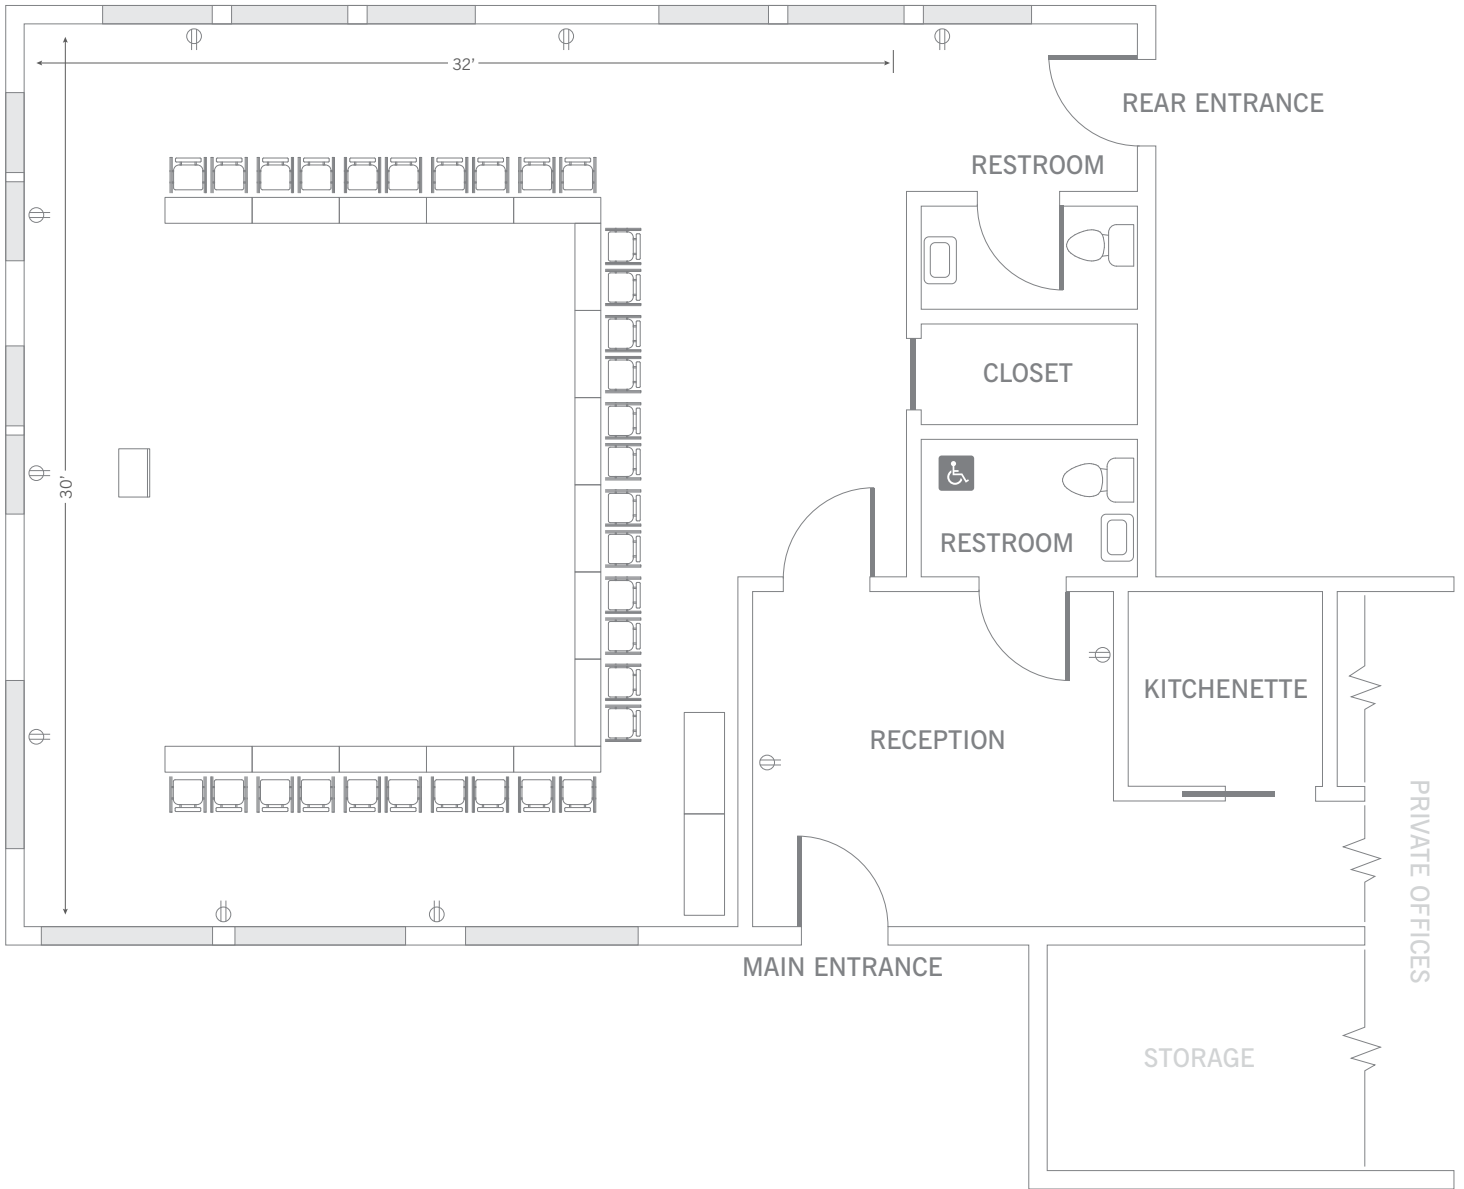 32’
REAR ENTRANCE
RESTROOM
CLOSET
30’
RESTROOM
KITCHENETTE
RECEPTION
PRIVATE OFFICES
MAIN ENTRANCE
STORAGE